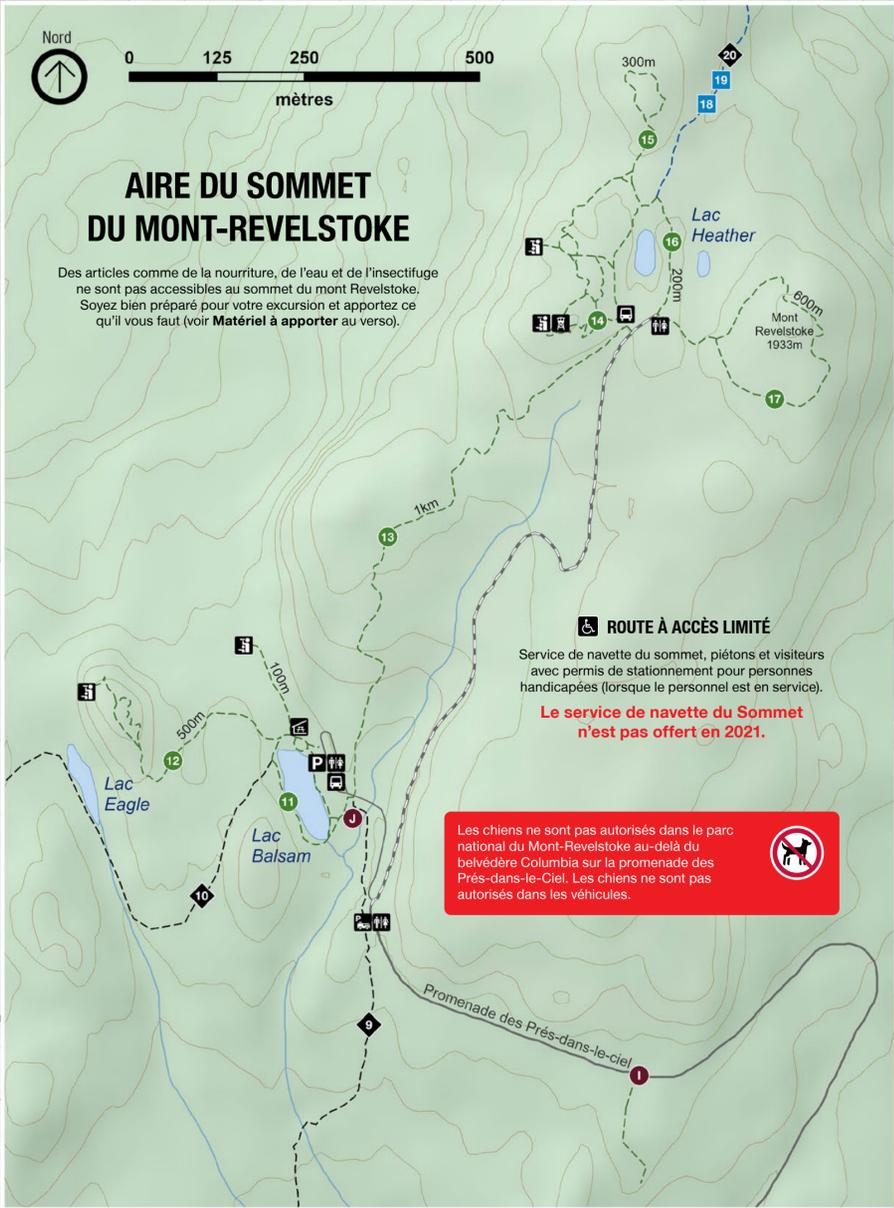 Nord
0 125 250 500
mètres
AIRE DU SOMMET
DU MONT-REVELSTOKE
Des articles comme de la nourriture, de l'eau et de l'insectifuge
ne sont pas accessibles au sommet du mont Revelstoke.
Soyez bien préparé pour votre excursion et apportez ce
qu'il vous faut (voir Matériel à apporter au verso).
20
19
18
300m
15
Lac
Heather
16
200m
14
600m
Mont
Revelstoke
1933m
17
1km
13
ROUTE À ACCÈS LIMITÉ
Service de navette du sommet, piétons et visiteurs
avec permis de stationnement pour personnes
handicapées (lorsque le personnel est en service).
Le service de navette du Sommet
n'est pas offert en 2021.
100m
500m
12
P
Lac
Eagle
11
J
Lac
Balsam
Les chiens ne sont pas autorisés dans le parc
national du Mont-Revelstoke au-delà du
belvédère Columbia sur la promenade des
Prés-dans-le-Ciel. Les chiens ne sont pas
autorisés dans les véhicules.
10
P
9
Promenade des Prés-dans-le-ciel
I